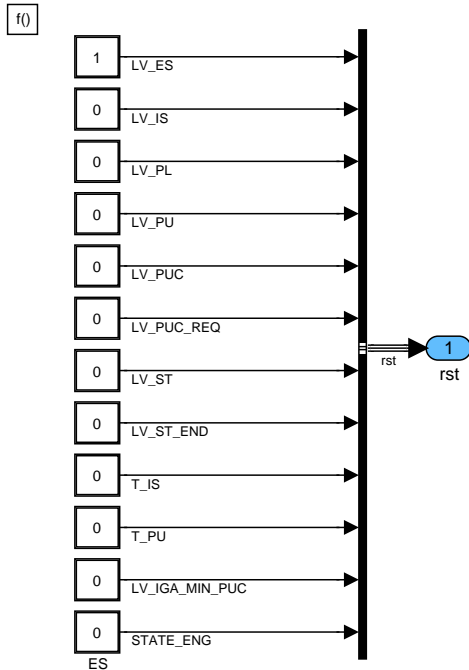 f()
1
LV_ES
0
LV_IS
0
LV_PL
0
LV_PU
0
LV_PUC
0
LV_PUC_REQ
0
LV_ST
0
LV_ST_END
0
T_IS
0
T_PU
0
LV_IGA_MIN_PUC
0
STATE_ENG
ES
rst
1
rst